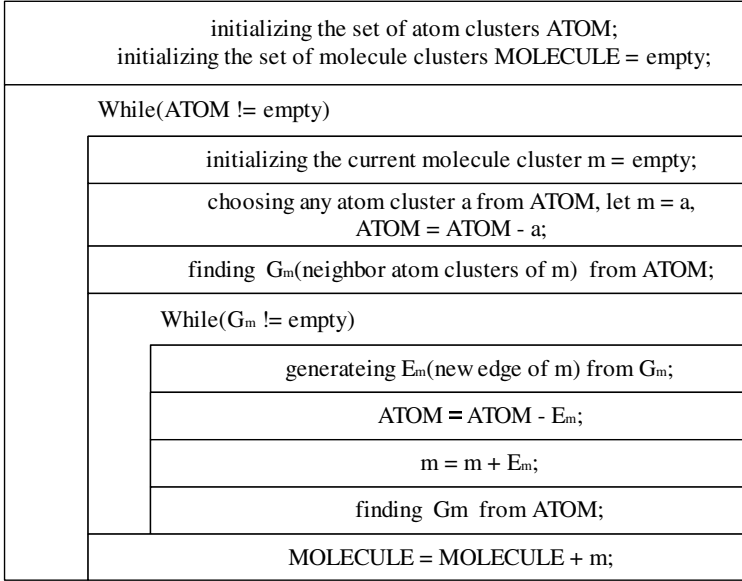 initializing the set of atom clusters ATOM;
initializing the set of molecule clusters MOLECULE = empty;
While(ATOM != empty)
initializing the current molecule cluster m = empty;
choosing any atom cluster a from ATOM, let m = a,
ATOM = ATOM - a;
finding Gm(neighbor atom clusters of m) from ATOM;
While(Gm != empty)
generateing Em(new edge of m) from Gm;
ATOM = ATOM - Em;
m = m + Em;
finding Gm from ATOM;
MOLECULE = MOLECULE + m;